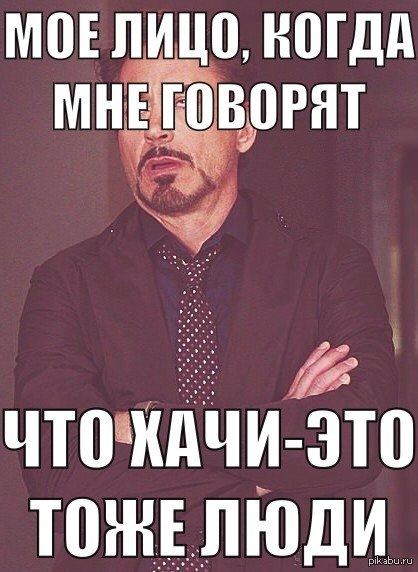 МОЕ ЛИЦО, КОГДА
МНЕ ГОВОРЯТ
ЧТО ХАЧИ-ЭТО
ТОЖЕ ЛЮДИ
pikabu.ru